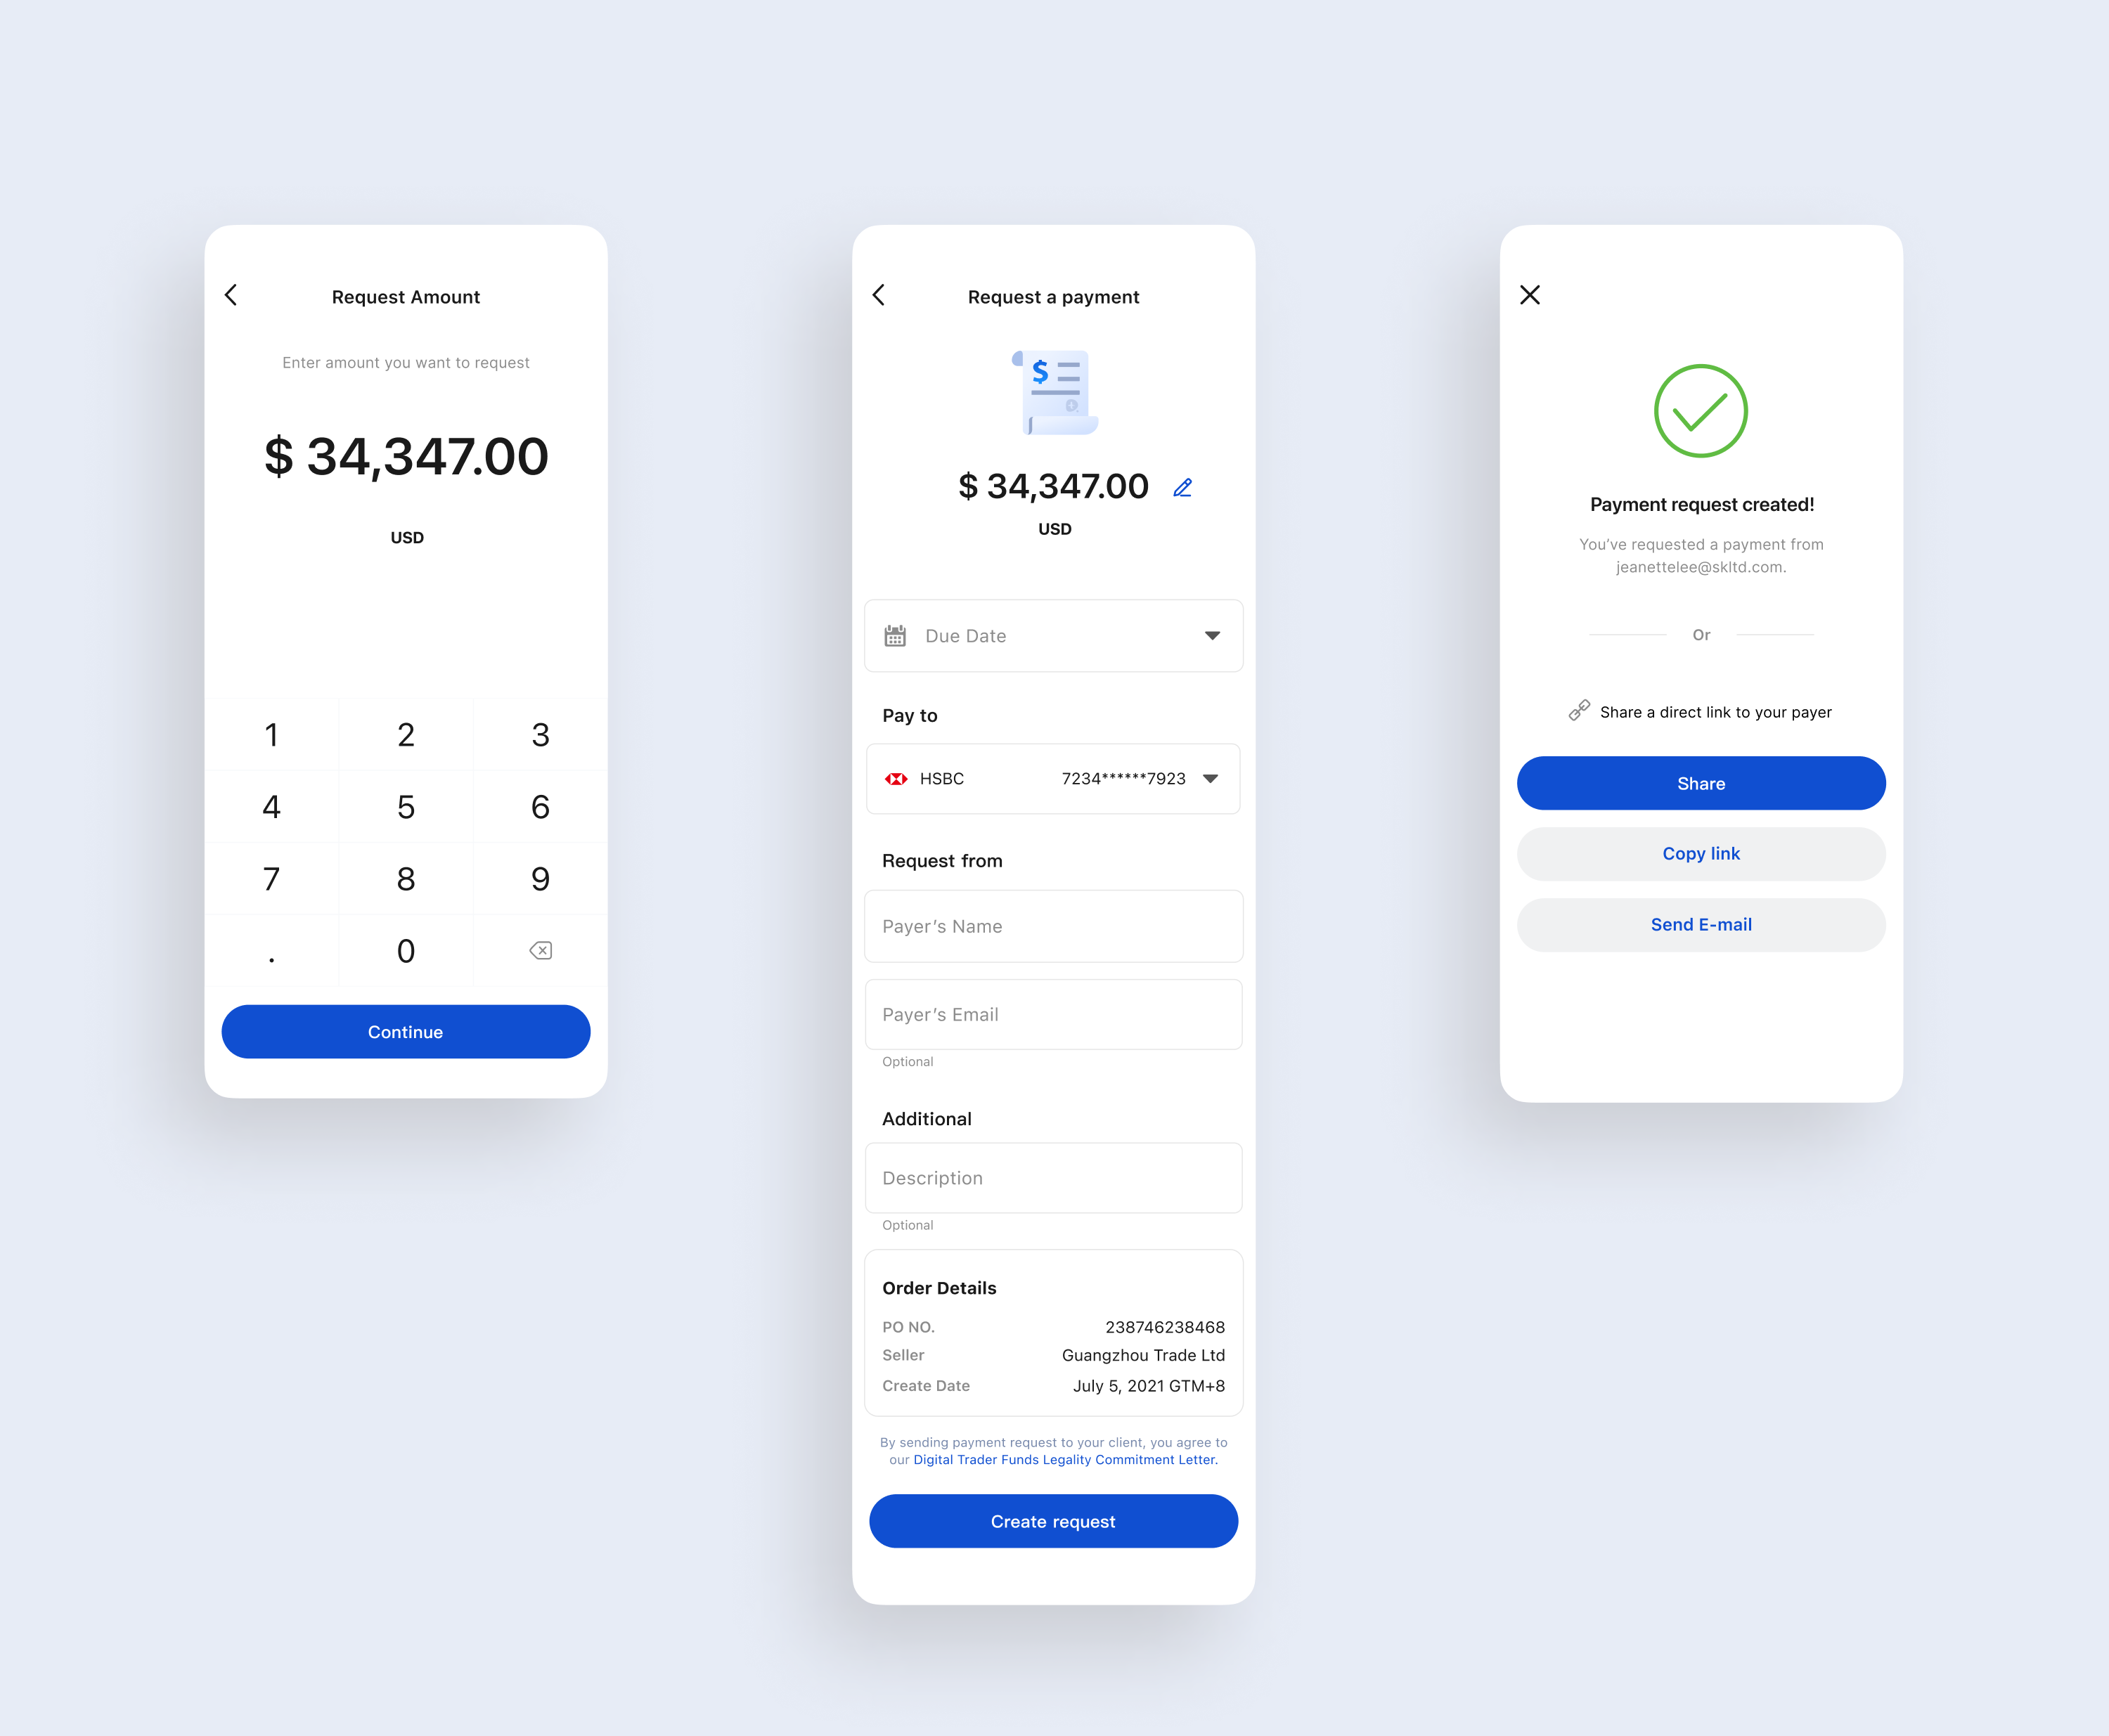 Request Amount
Enter amount you want to request
$ 34,347.00
USD
1 2 3
4 5 6
7 8 9
. 0
Continue
Request a payment
$
$ 34,347.00
USD
Due Date
Pay to
HSBC 7234******7923
Request from
Payer’s Name
Payer’s Email
Optional
Additional
Description
Optional
Order Details
PO NO. 238746238468
Seller Guangzhou Trade Ltd
Create Date July 5, 2021 GTM+8
By sending payment request to your client, you agree to
our Digital Trader Funds Legality Commitment Letter.
Create request
Payment request created!
You’ve requested a payment from
jeanettelee@skltd.com.
Or
Share a direct link to your payer
Share
Copy link
Send E-mail